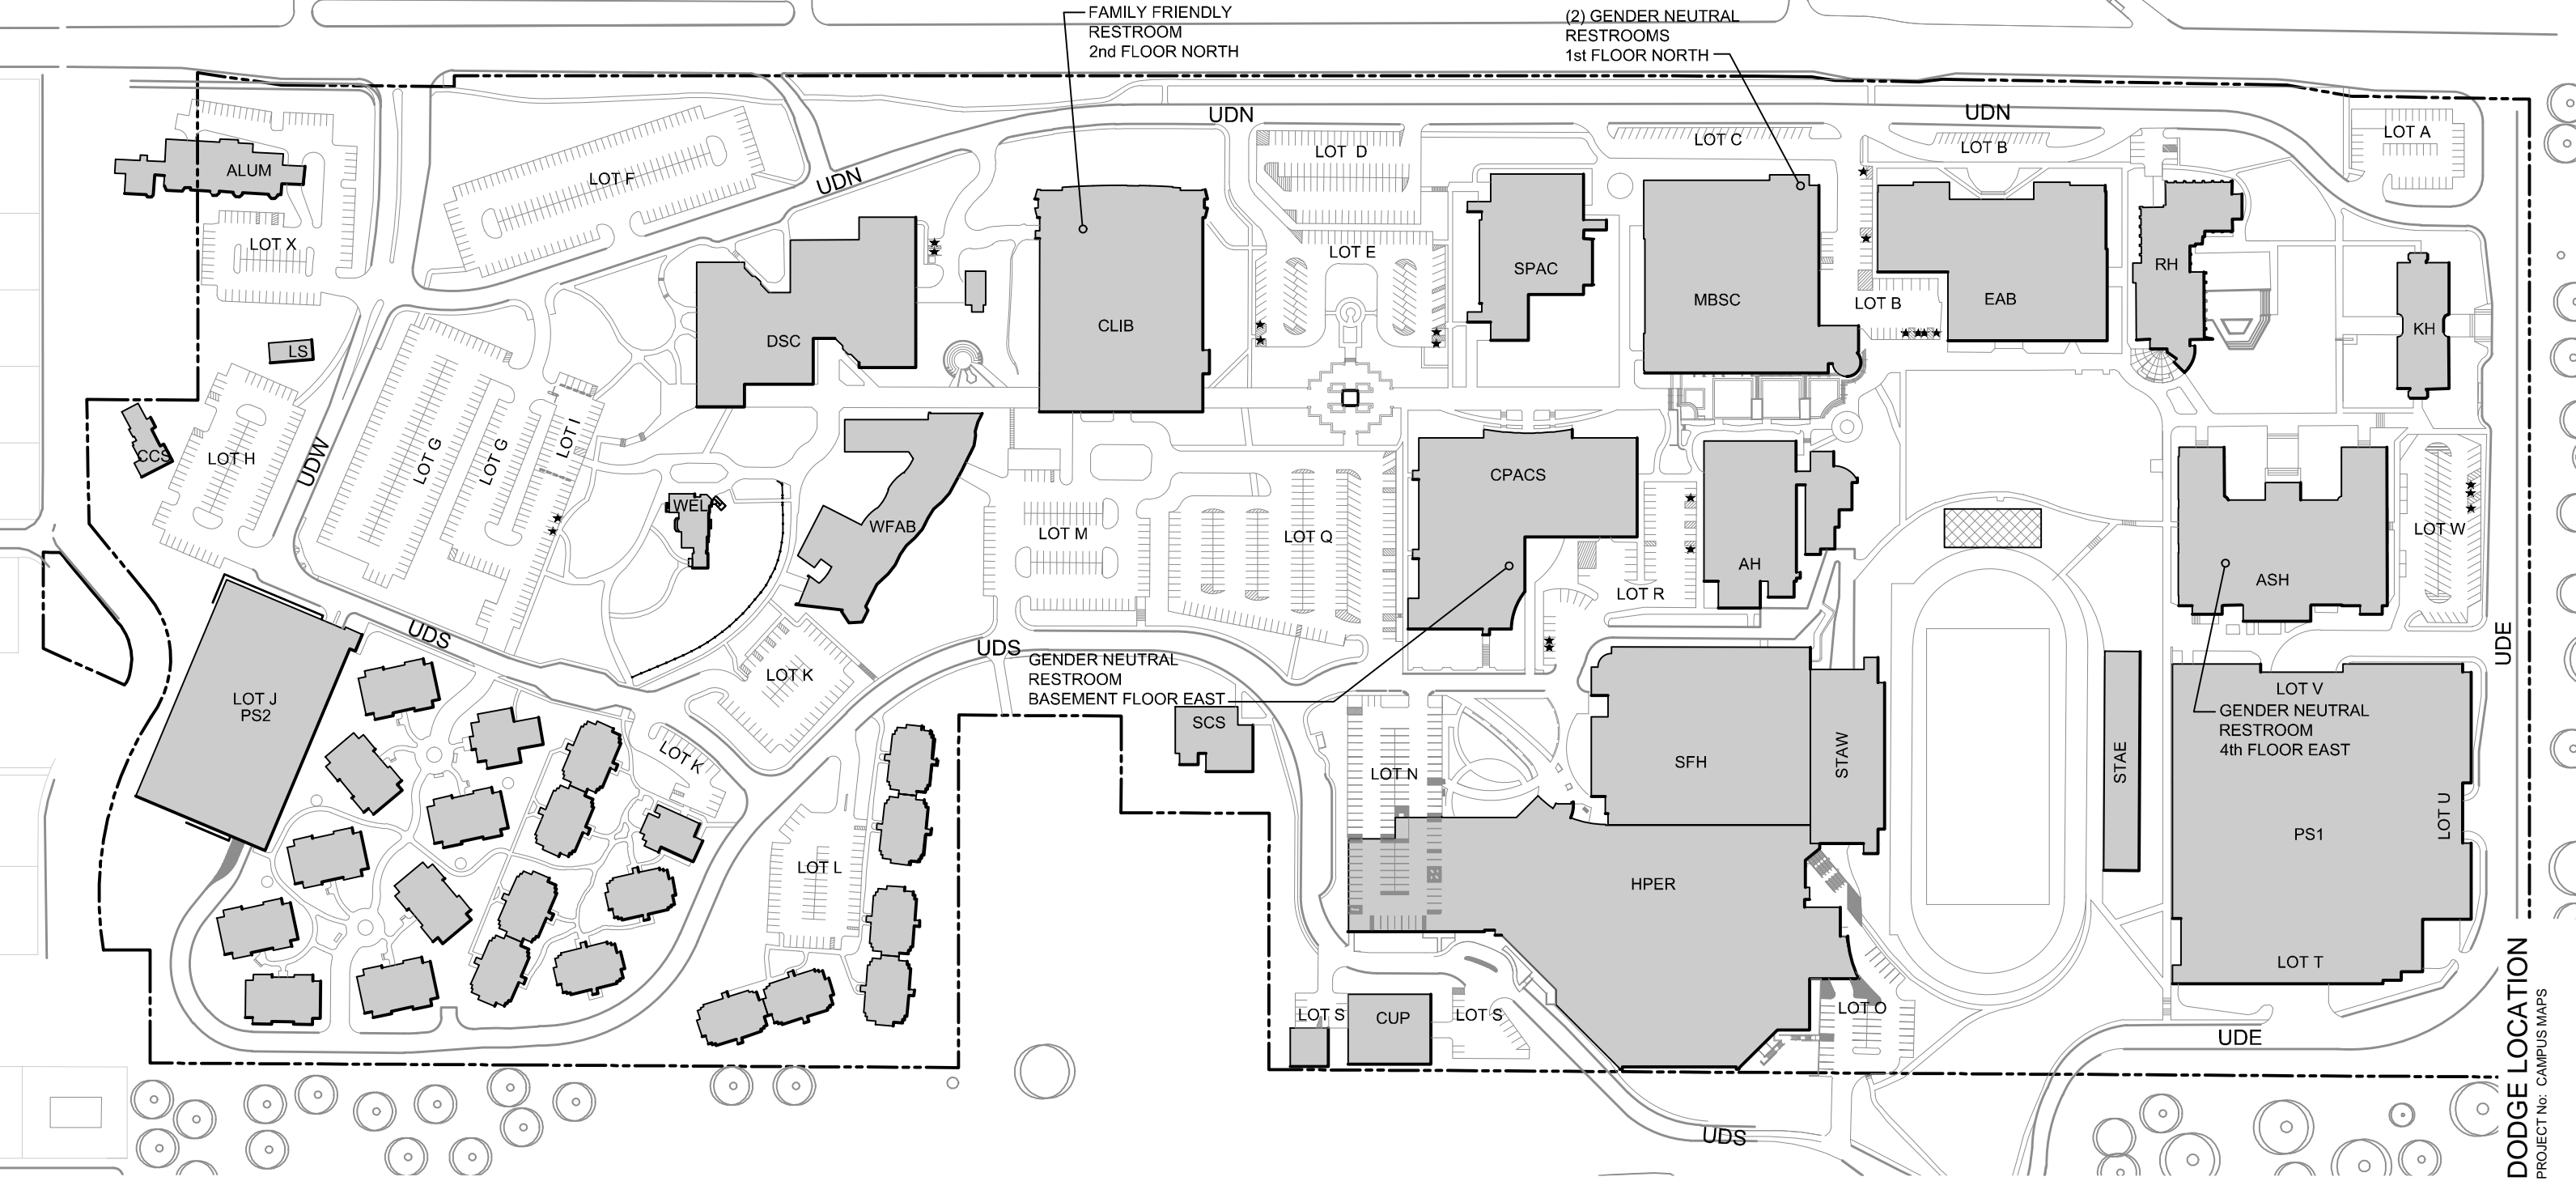 FAMILY FRIENDLY
RESTROOM
2nd FLOOR NORTH
(2) GENDER NEUTRAL
RESTROOMS
1st FLOOR NORTH
UDN
UDN
LOT A
LOT C
LOT B
LOT D
ALUM
LOT F
UDN
LOT X
LOT E
SPAC
MBSC
LOT B
EAB
RH
KH
CLIB
DSC
LS
LOT G
LOT G
LOT I
CCS
LOT H
UDW
WEL
WFAB
LOT M
LOT Q
CPACS
AH
LOT R
ASH
LOT W
UDS
UDS
UDE
GENDER NEUTRAL
RESTROOM
BASEMENT FLOOR EAST
LOT K
LOT J
PS2
LOT V
GENDER NEUTRAL
RESTROOM
4th FLOOR EAST
SCS
LOT K
LOT N
SFH
STAW
STAE
LOT U
PS1
LOT L
HPER
LOT T
LOT S
CUP
LOT S
LOT O
UDE
UDS
DODGE LOCATION
PROJECT No: CAMPUS MAPS